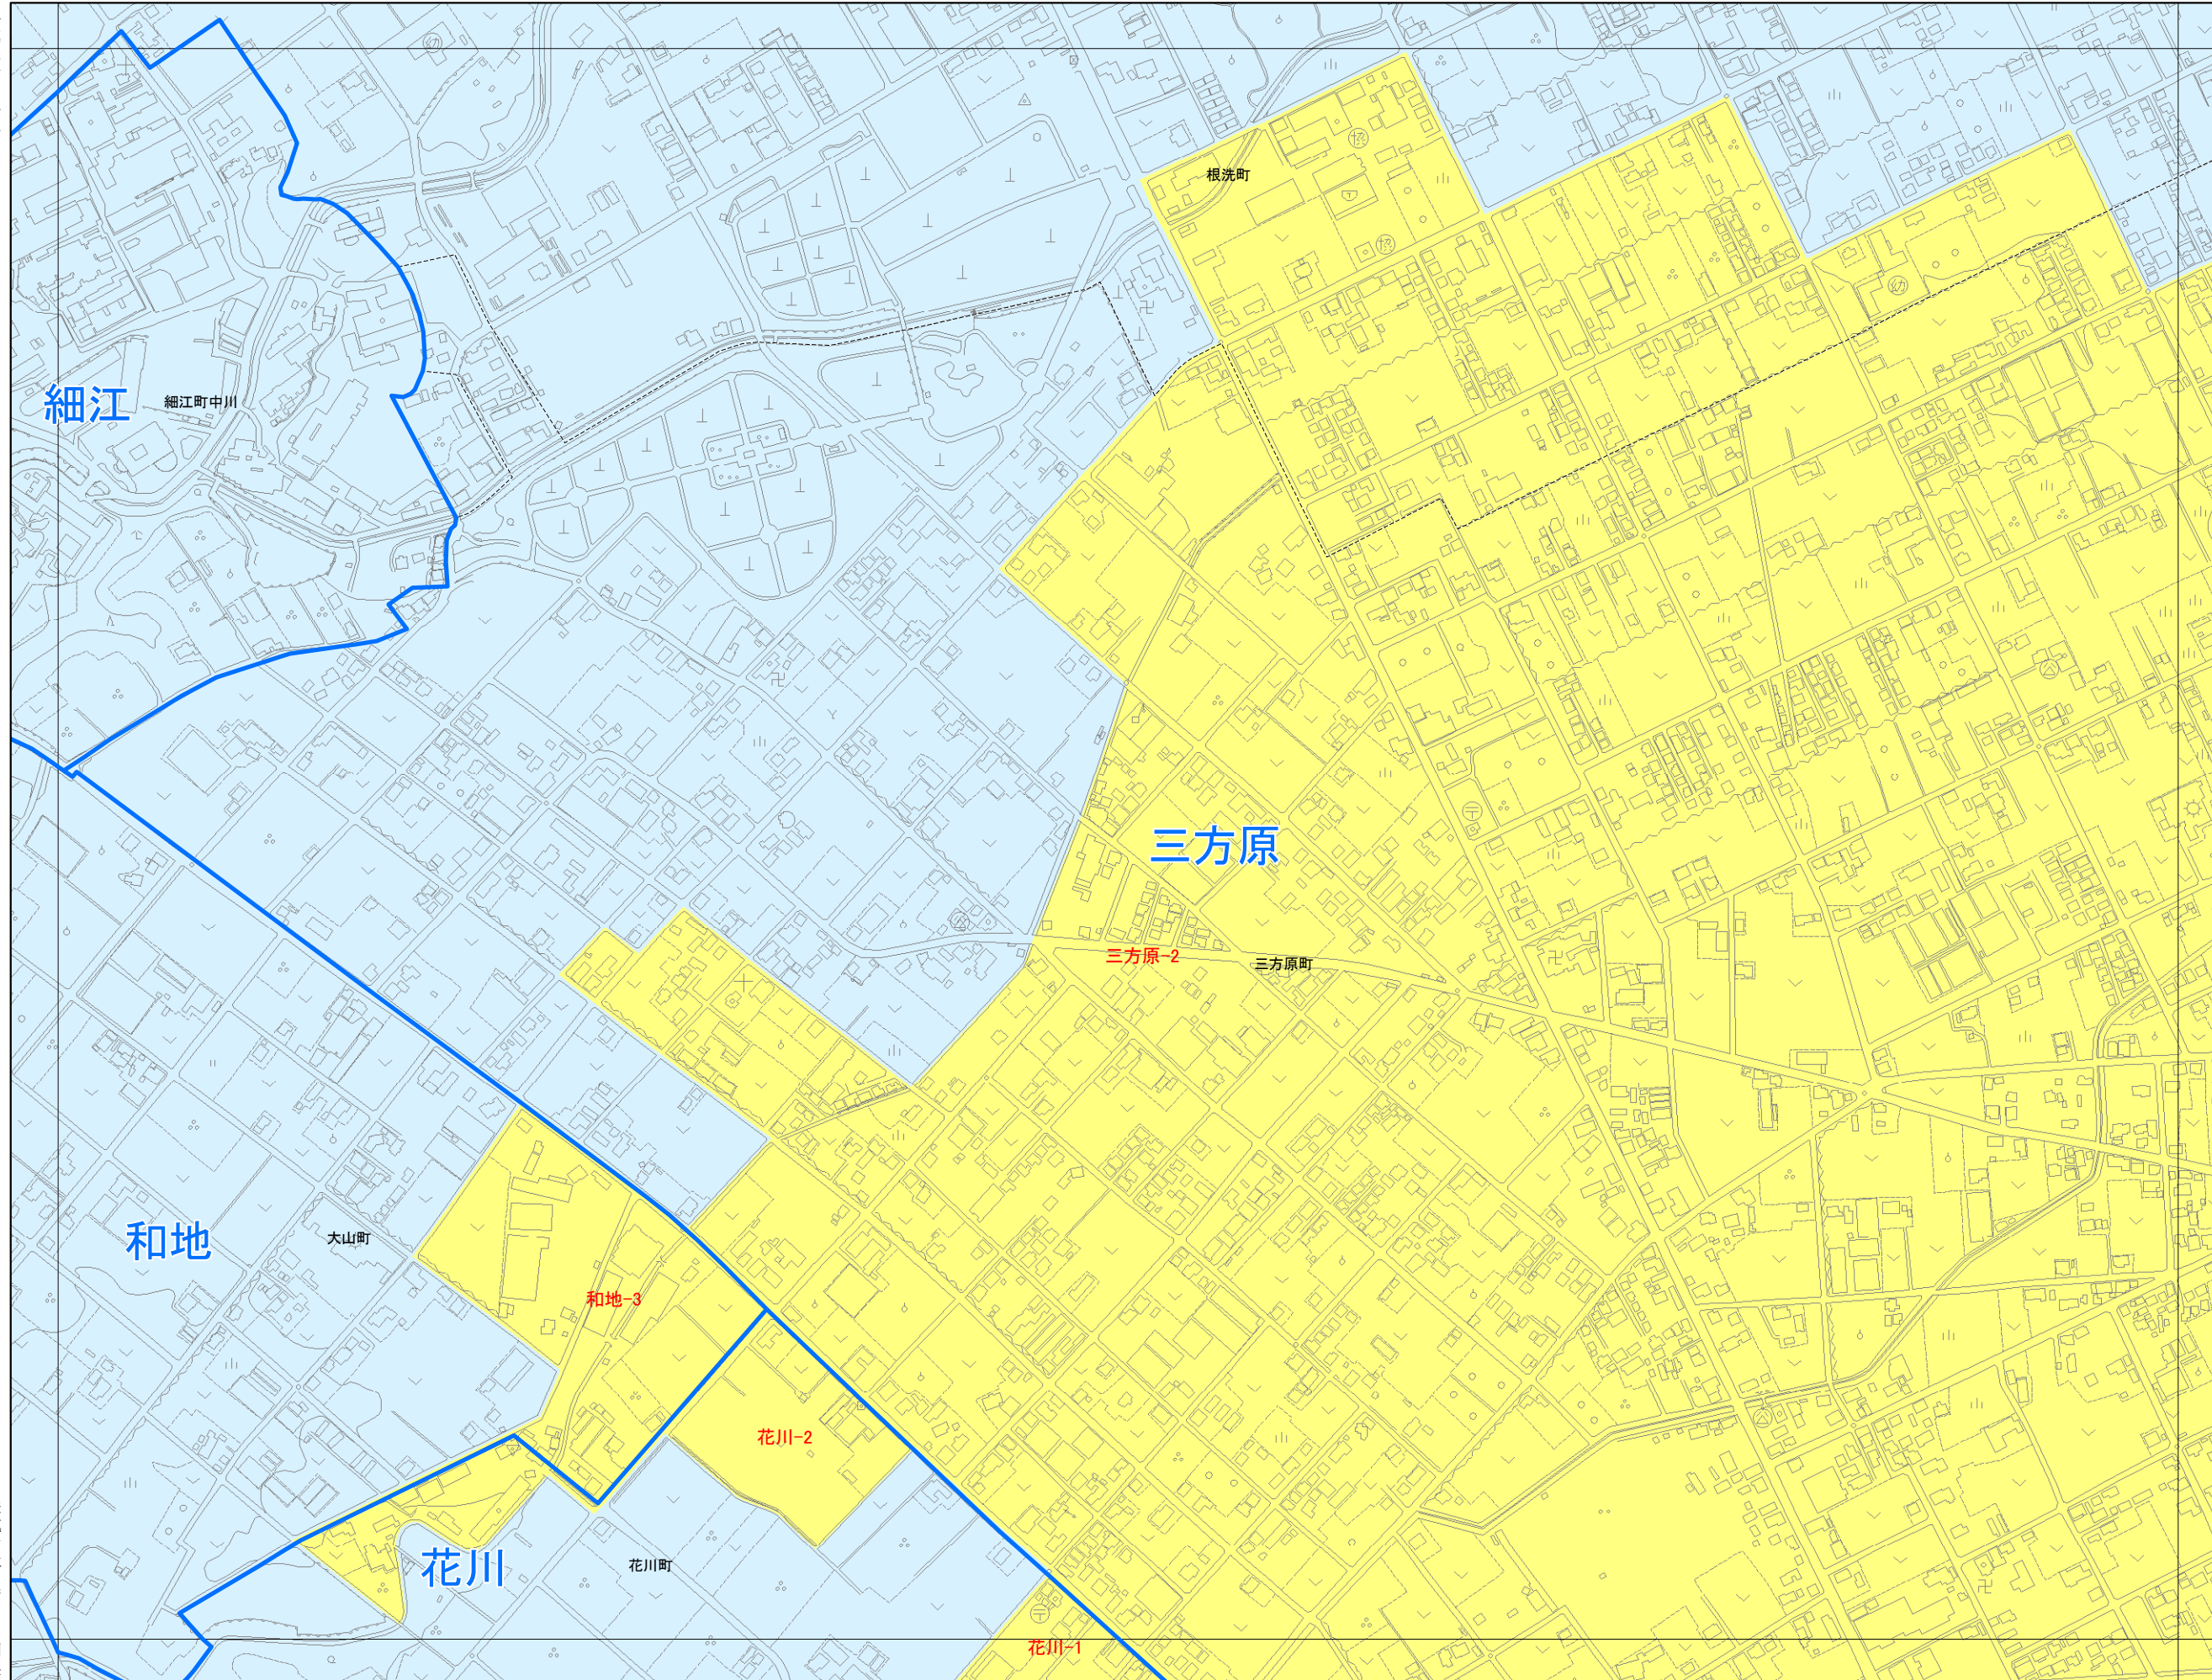 根洗町
細江
細江町中川
三方原
三方原-2
三方原町
和地
大山町
和地-3
花川-2
花川
花川町
花川-1